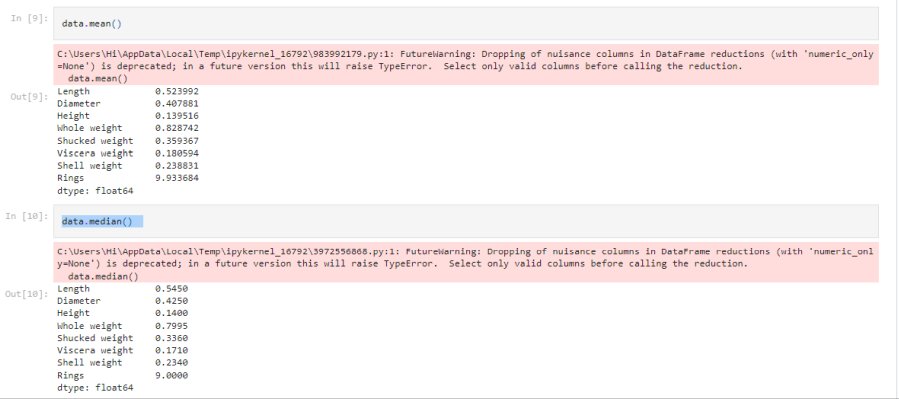 In [9]: data.mean()
C:\Users\Hi\AppData\Local\Temp\ipykernel_16792\983992179.py:1: FutureWarning: Dropping of nuisance columns in DataFrame reductions (with 'numeric_only
=None') is deprecated; in a future version this will raise TypeError.  Select only valid columns before calling the reduction.
data.mean()
Out[9]: Length 0.523992
Diameter 0.407881
Height 0.139516
Whole weight 0.828742
Shucked weight 0.359367
Viscera weight 0.180594
Shell weight 0.238831
Rings 9.933684
dtype: float64
In [10]: data.median()
C:\Users\Hi\AppData\Local\Temp\ipykernel_16792\3972556868.py:1: FutureWarning: Dropping of nuisance columns in DataFrame reductions (with 'numeric_onl
y=None') is deprecated; in a future version this will raise TypeError.  Select only valid columns before calling the reduction.
data.median()
Out[10]: Length 0.5450
Diameter 0.4250
Height 0.1400
Whole weight 0.7995
Shucked weight 0.3360
Viscera weight 0.1710
Shell weight 0.2340
Rings 9.0000
dtype: float64